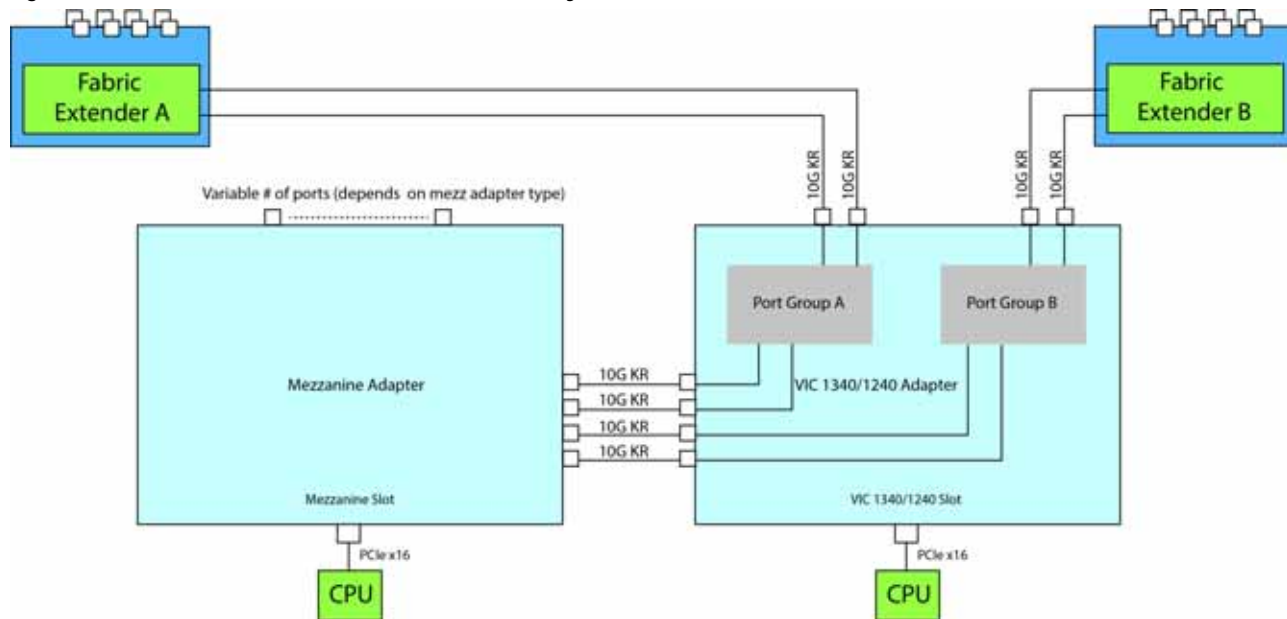 Fabric
Extender A
Fabric
Extender B
10G KR
10G KR
10G KR
10G KR
Variable # of ports (depends on mezz adapter type)
Port Group A
Port Group B
Mezzanine Adapter
10G KR
10G KR
10G KR
10G KR
VIC 1340/1240 Adapter
Mezzanine Slot
VIC 1340/1240 Slot
PCIe x16
PCIe x16
CPU
CPU